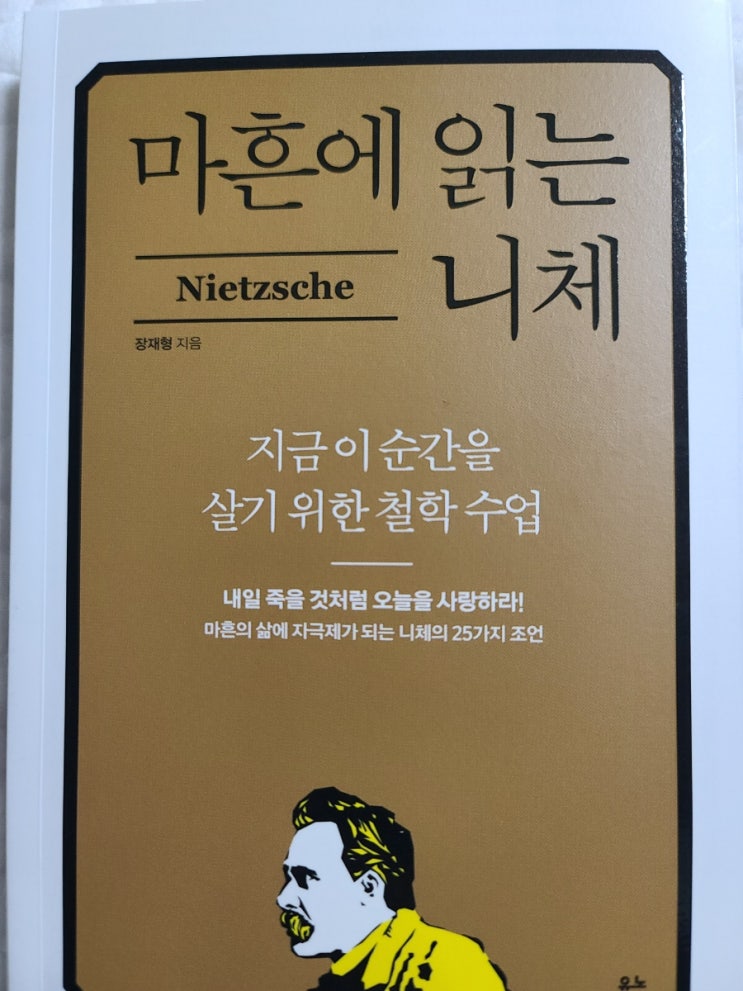 마흔에 읽는
니체
Nietzsche
장재형 지음
지금 이 순간을
살기 위한 철학 수업
내일 죽을 것처럼 오늘을 사랑하라!
마흔의 삶에 자극제가 되는 니체의 25가지 조언
유노